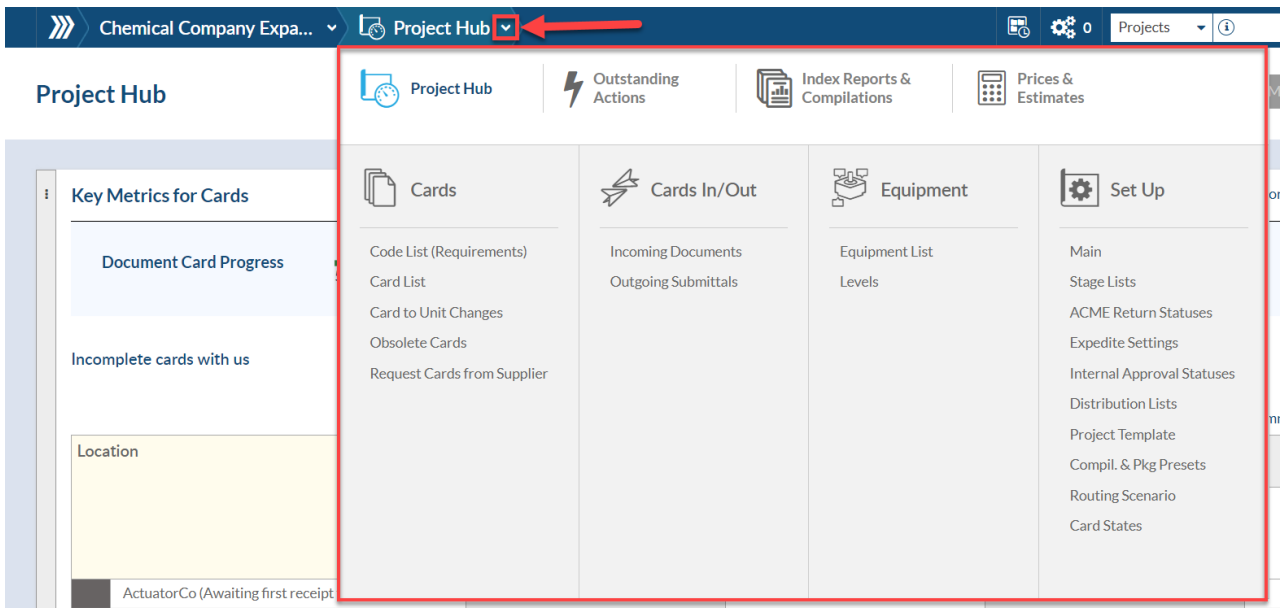 Chemical Company Expa...
Project Hub
0
Projects
Project Hub
Project Hub
Outstanding
Actions
Index Reports &
Compilations
Prices &
Estimates
Key Metrics for Cards
Document Card Progress
Incomplete cards with us
Location
ActuatorCo (Awaiting first receipt
Cards
Code List (Requirements)
Card List
Card to Unit Changes
Obsolete Cards
Request Cards from Supplier
Cards In/Out
Incoming Documents
Outgoing Submittals
Equipment
Equipment List
Levels
Set Up
Main
Stage Lists
ACME Return Statuses
Expedite Settings
Internal Approval Statuses
Distribution Lists
Project Template
Compil. & Pkg Presets
Routing Scenario
Card States